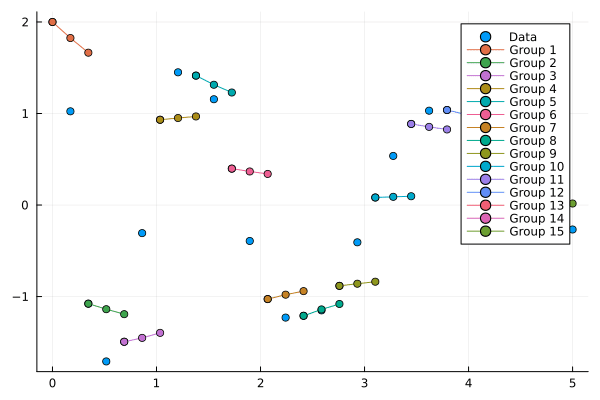 2
1
0
−1
0
1
2
3
4
5
Data
Group 1
Group 2
Group 3
Group 4
Group 5
Group 6
Group 7
Group 8
Group 9
Group 10
Group 11
Group 12
Group 13
Group 14
Group 15